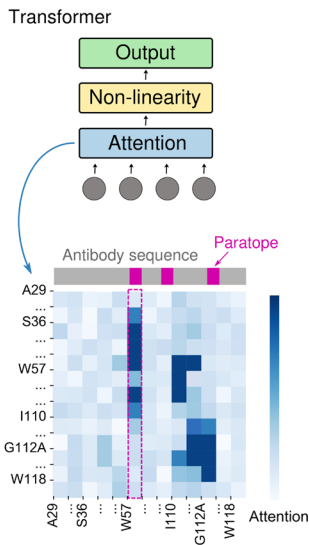 Transformer
Output
Non-linearity
Attention
Paratope
Antibody sequence
A29
...
S36
...
...
W57
...
...
I110
...
G112A
...
W118
A29
...
S36
...
...
W57
...
...
I110
...
G112A
...
W118
Attention